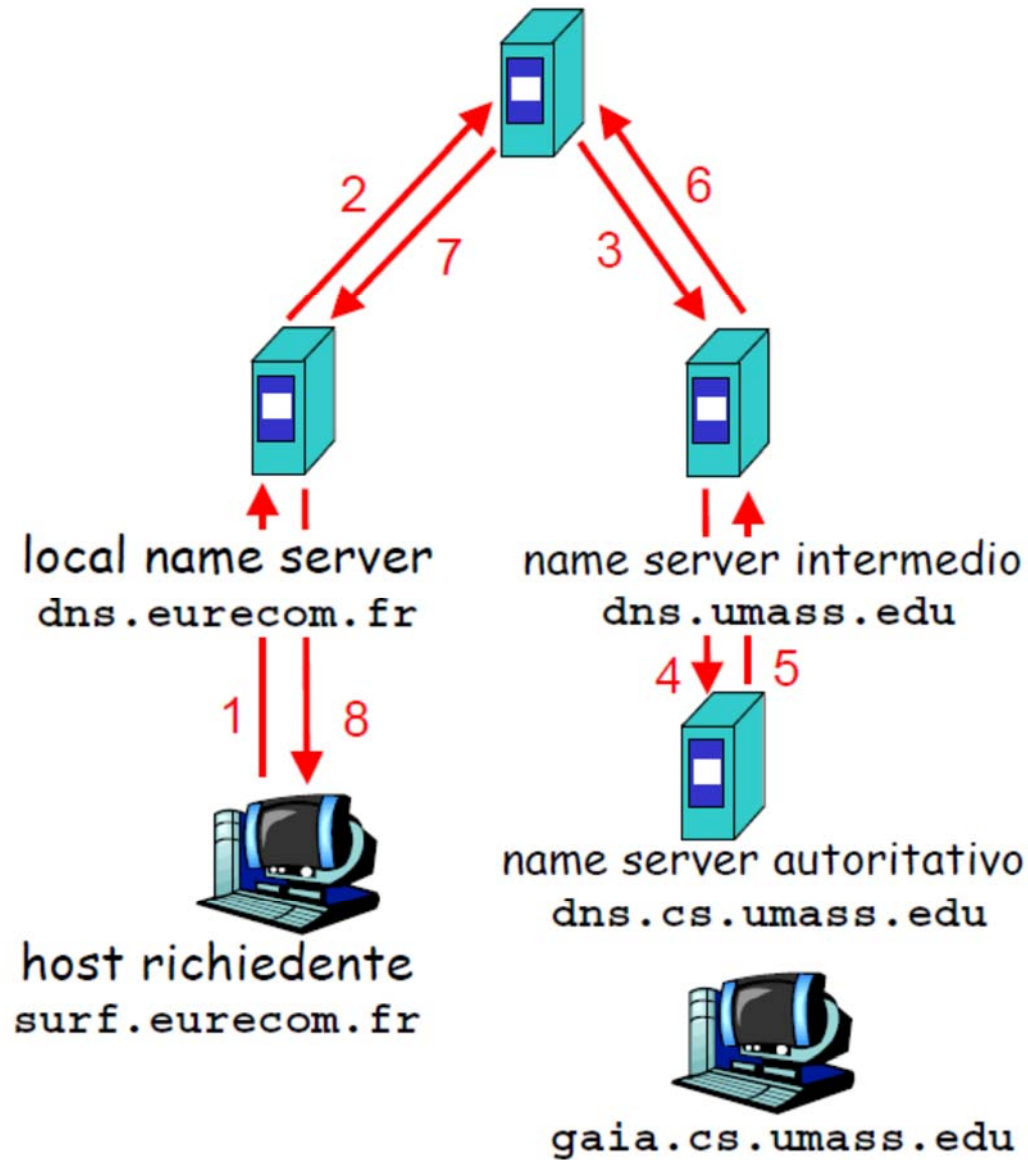 2
7
3
6
local name server
dns.eurecom.fr
name server intermedio
dns.umass.edu
1
8
4
5
name server autoritativo
dns.cs.umass.edu
host richiedente
surf.eurecom.fr
gaia.cs.umass.edu